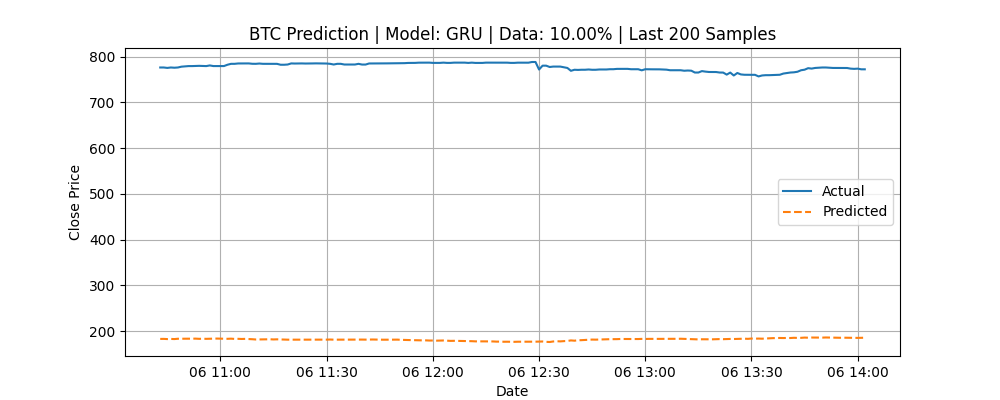 BTC Prediction | Model: GRU | Data: 10.00% | Last 200 Samples
800
700
600
500
400
300
200
Close Price
Actual
Predicted
06 11:00
06 11:30
06 12:00
06 12:30
06 13:00
06 13:30
06 14:00
Date